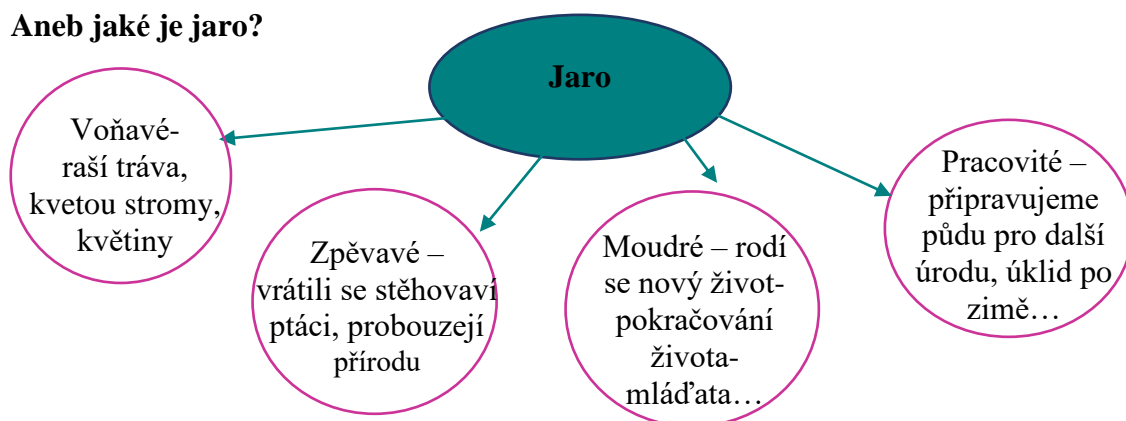 Aneb jaké je jaro?
Jaro
Voňavé-
raší tráva,
kvetou stromy,
květiny
Zpěvavé –
vrátili se stěhovaví
ptáci, probouzejí
přírodu
Moudré – rodí
se nový život-
pokračování
života-
mláďata…
Pracovité –
připravujeme
půdu pro další
úrodu, úklid po
zimě…